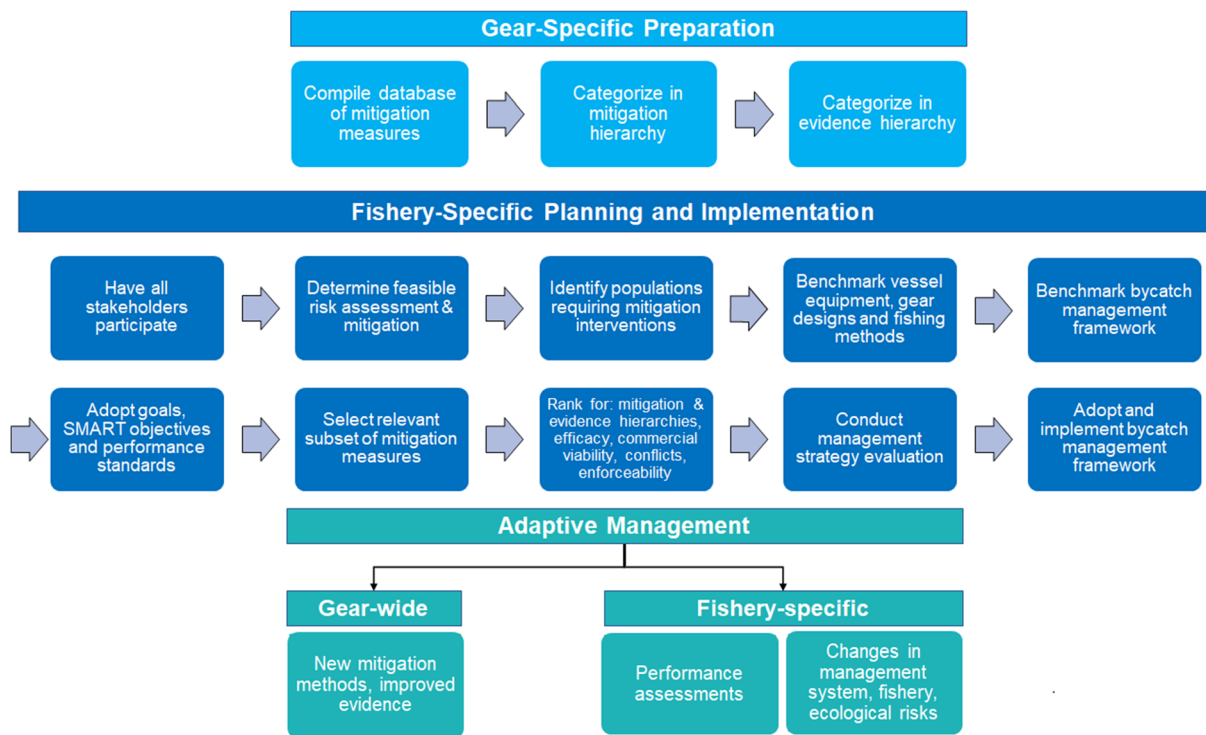 Gear-Specific Preparation
Compile database
of mitigation
measures
Categorize in
mitigation
hierarchy
Categorize in
evidence hierarchy
Fishery-Specific Planning and Implementation
Have all
stakeholders
participate
Determine feasible
risk assessment &
mitigation
Identify populations
requiring mitigation
interventions
Benchmark vessel
equipment, gear
designs and fishing
methods
Benchmark bycatch
management
framework
Adopt goals,
SMART objectives
and performance
standards
Select relevant
subset of mitigation
measures
Rank for: mitigation &
evidence hierarchies,
efficacy, commercial
viability, conflicts,
enforceability
Conduct
management
strategy evaluation
Adopt and
implement bycatch
management
framework
Adaptive Management
Gear-wide
New mitigation
methods, improved
evidence
Fishery-specific
Performance
assessments
Changes in
management
system, fishery,
ecological risks